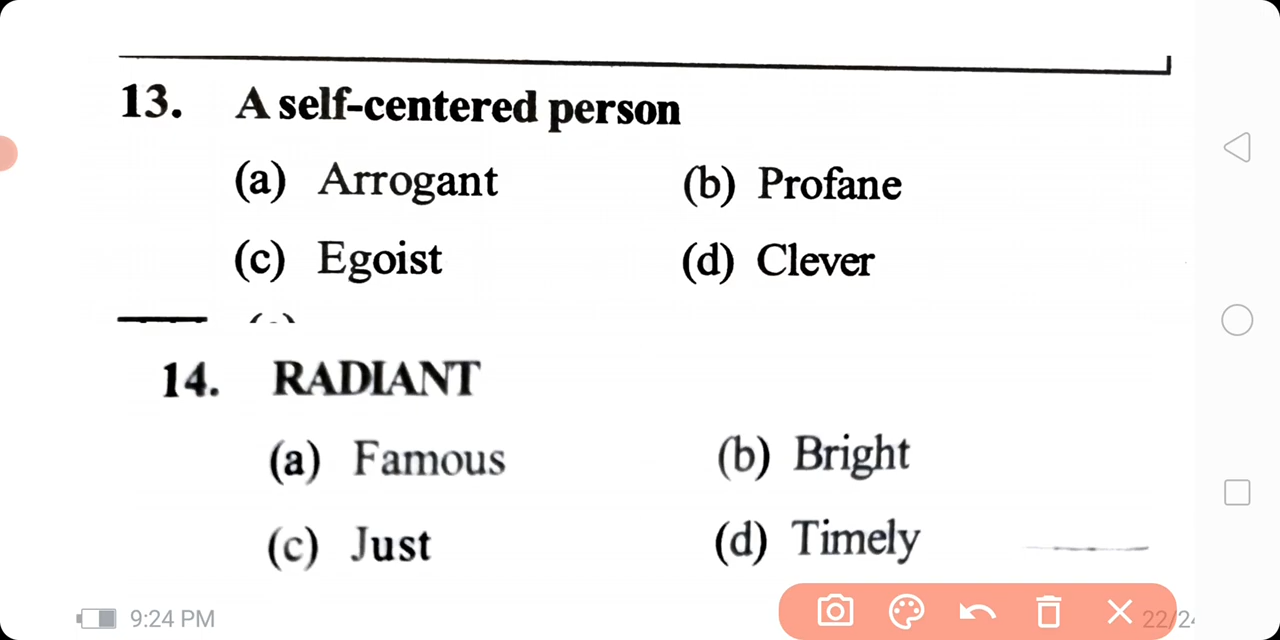 13. A self-centered person
(a) Arrogant (b) Profane
(c) Egoist (d) Clever
14. RADIANT
(a) Famous (b) Bright
(c) Just (d) Timely
9:24 PM